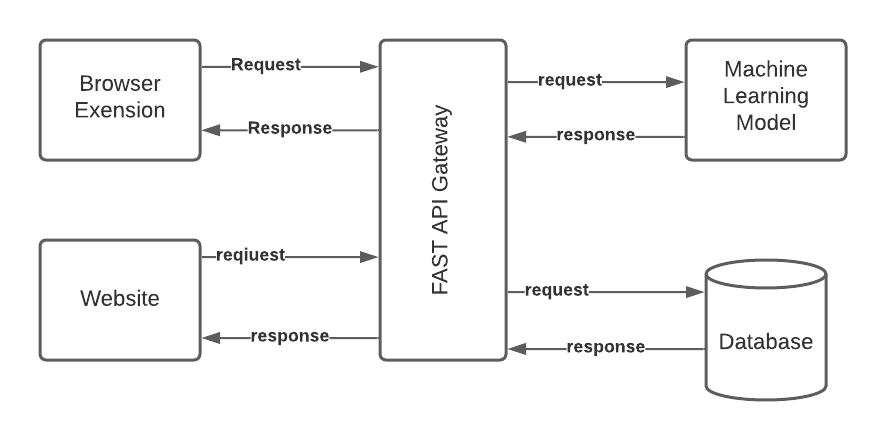 Browser
Exension
Request
Response
FAST API Gateway
request
response
Machine
Learning
Model
Website
reqiuest
response
request
response
Database